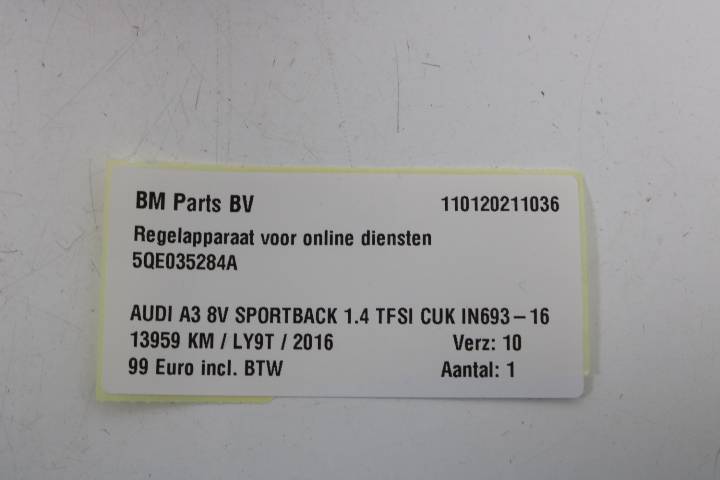 BM Parts BV 110120211036
Regelapparaat voor online diensten
5QE035284A
AUDI A3 8V SPORTBACK 1.4 TFSI CUK IN693-16
13959 KM / LY9T / 2016 Verz: 10
99 Euro incl. BTW Aantal: 1